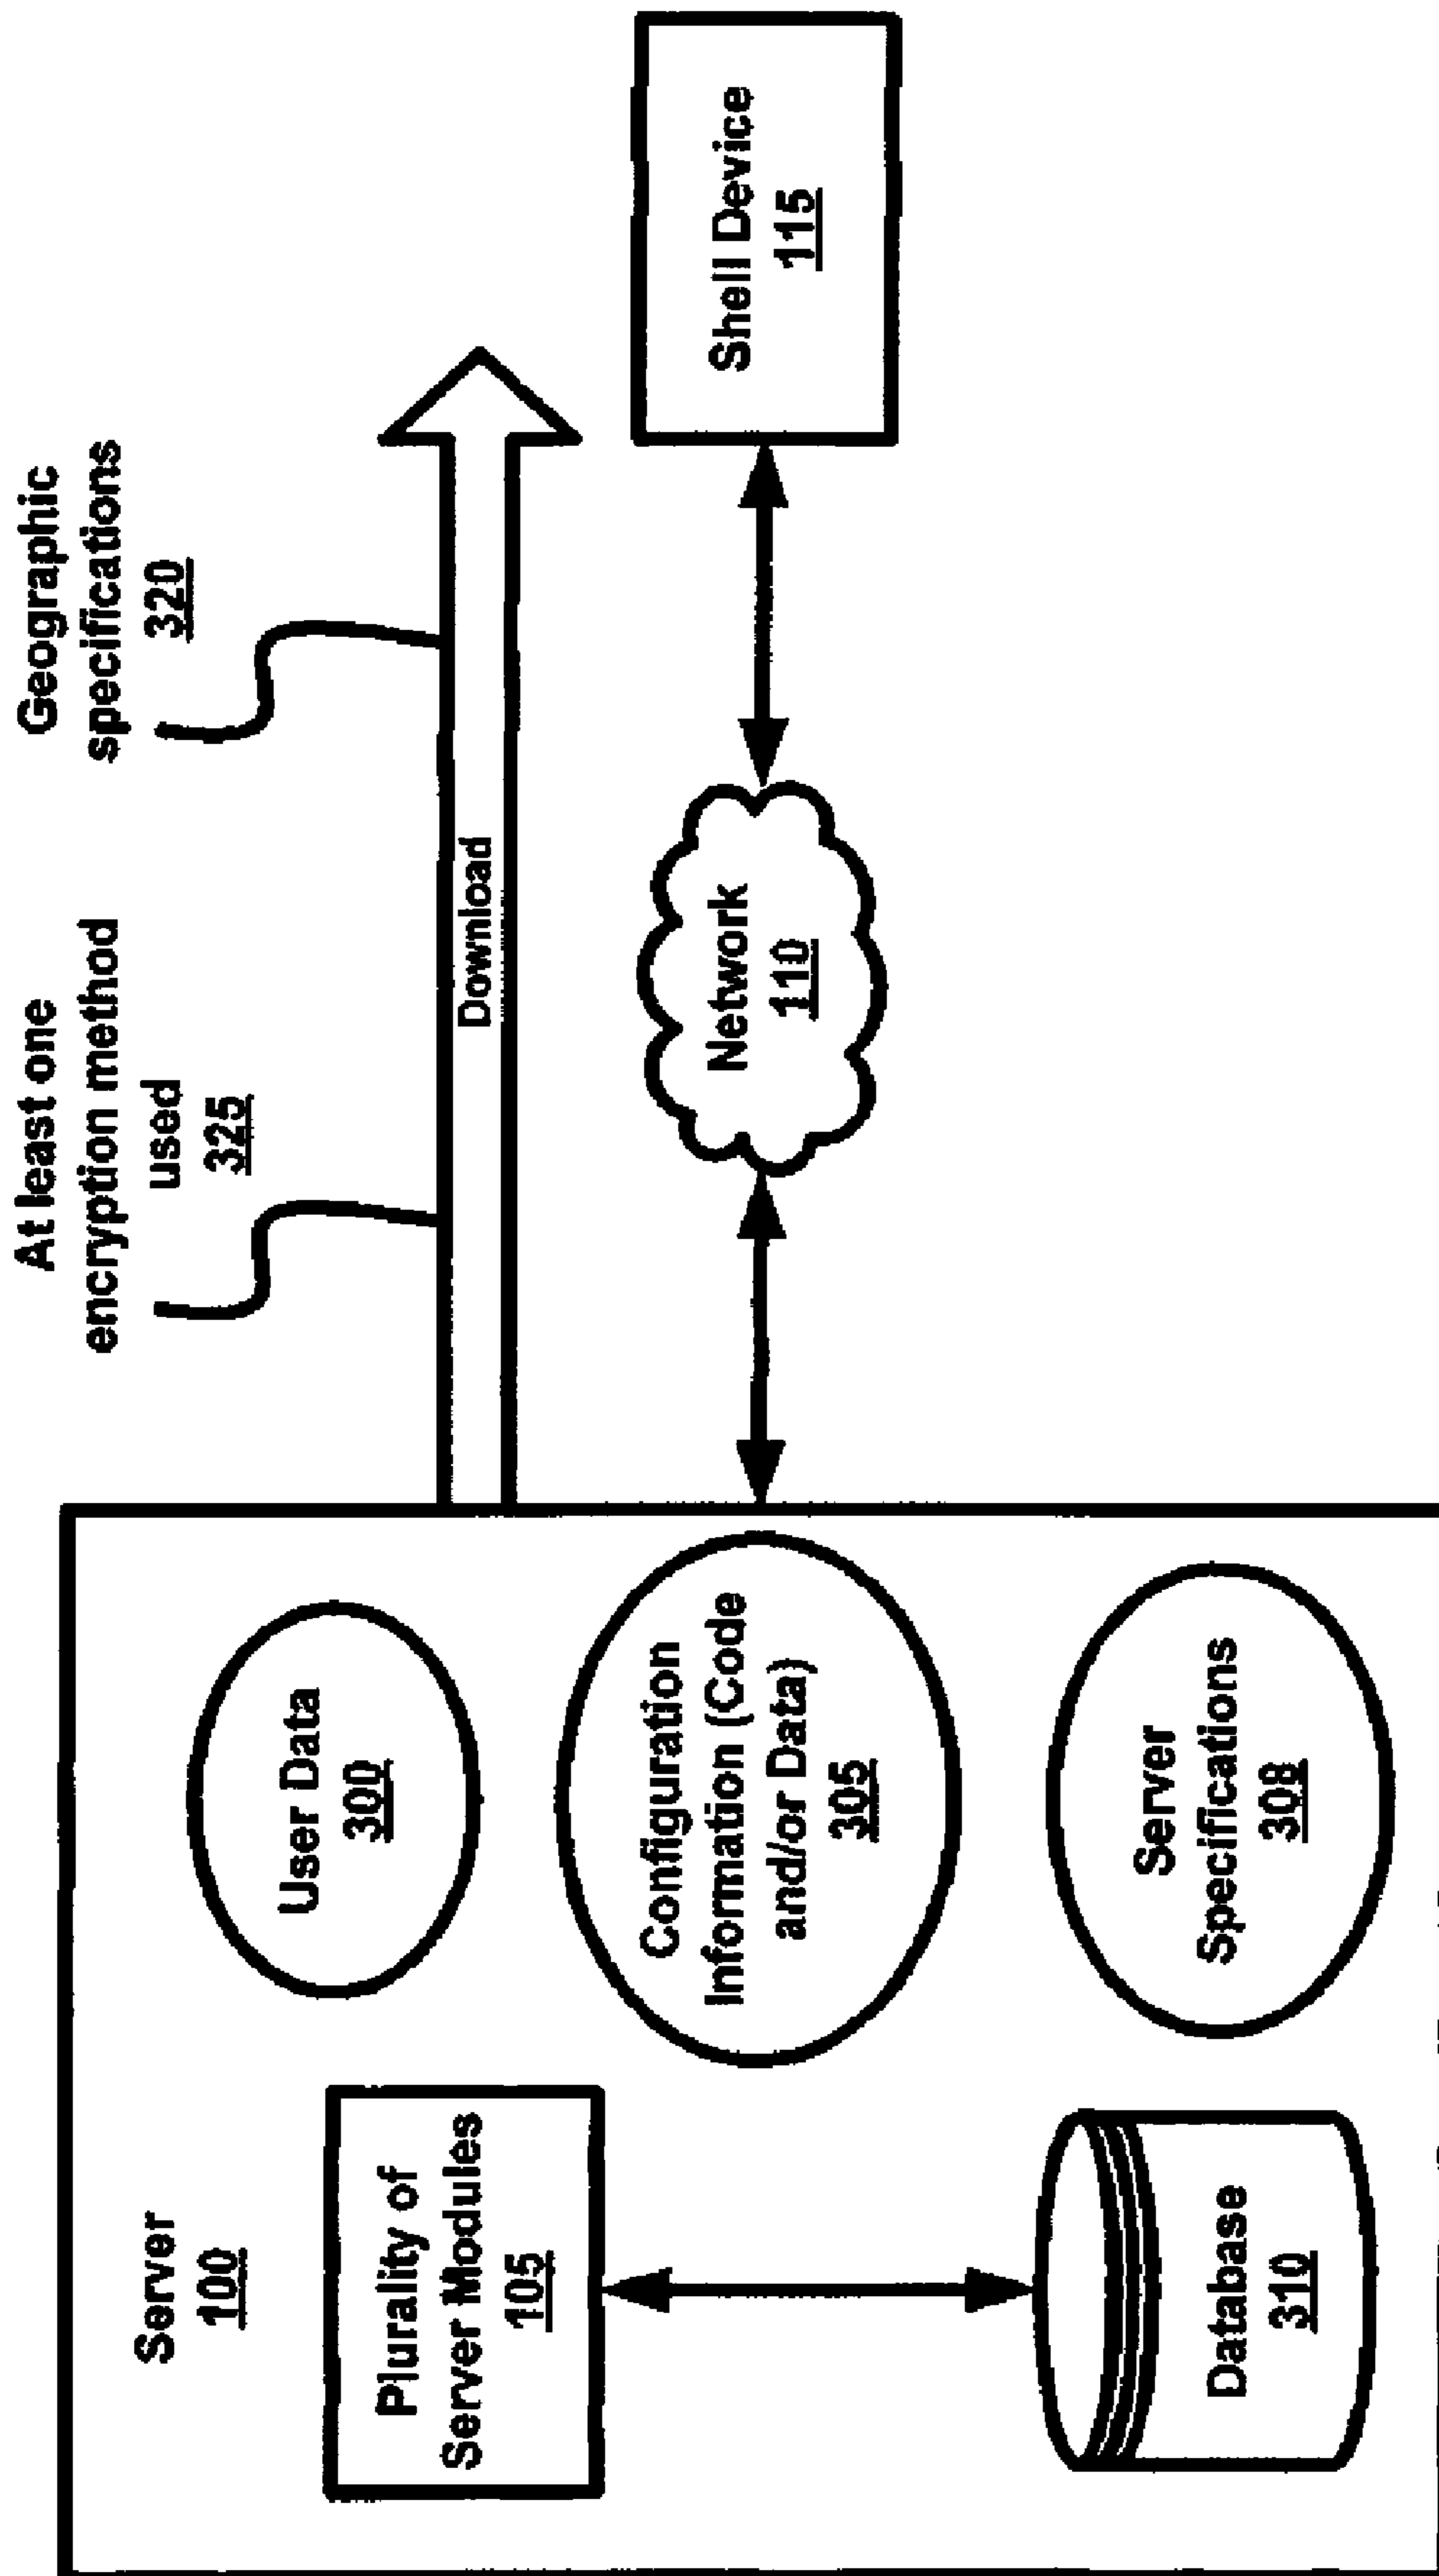 Server
100
Plurality of
Server Modules
105
Database
310
User Data
300
Configuration
Information (Code
and/or Data)
305
Server
Specifications
308
At least one
encryption method
used
325
Geographic
specifications
320
Download
Network
110
Shell Device
115